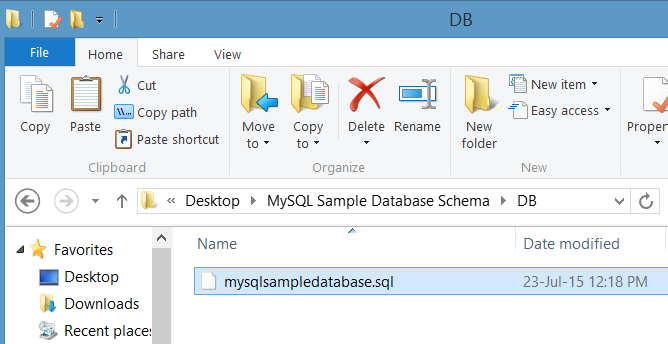 DB
File Home Share View
Copy Paste Cut
Copy path
Paste shortcut
Move to Copy to Delete Rename
New folder New item
Easy access
Clipboard Organize New
« Desktop MySQL Sample Database Schema DB
Favorites
Desktop
Downloads
Name Date modified
mysqlsampledatabase.sql 23-Jul-15 12:18 PM
Recent